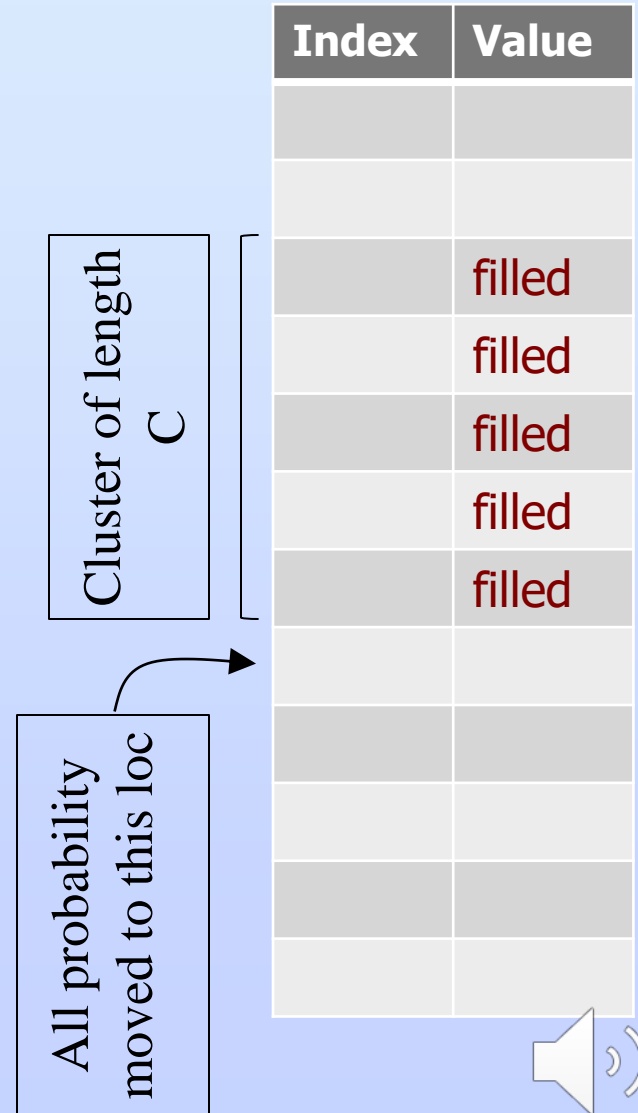 Index Value
filled
filled
filled
filled
filled
Cluster of length
C
All probability
moved to this loc